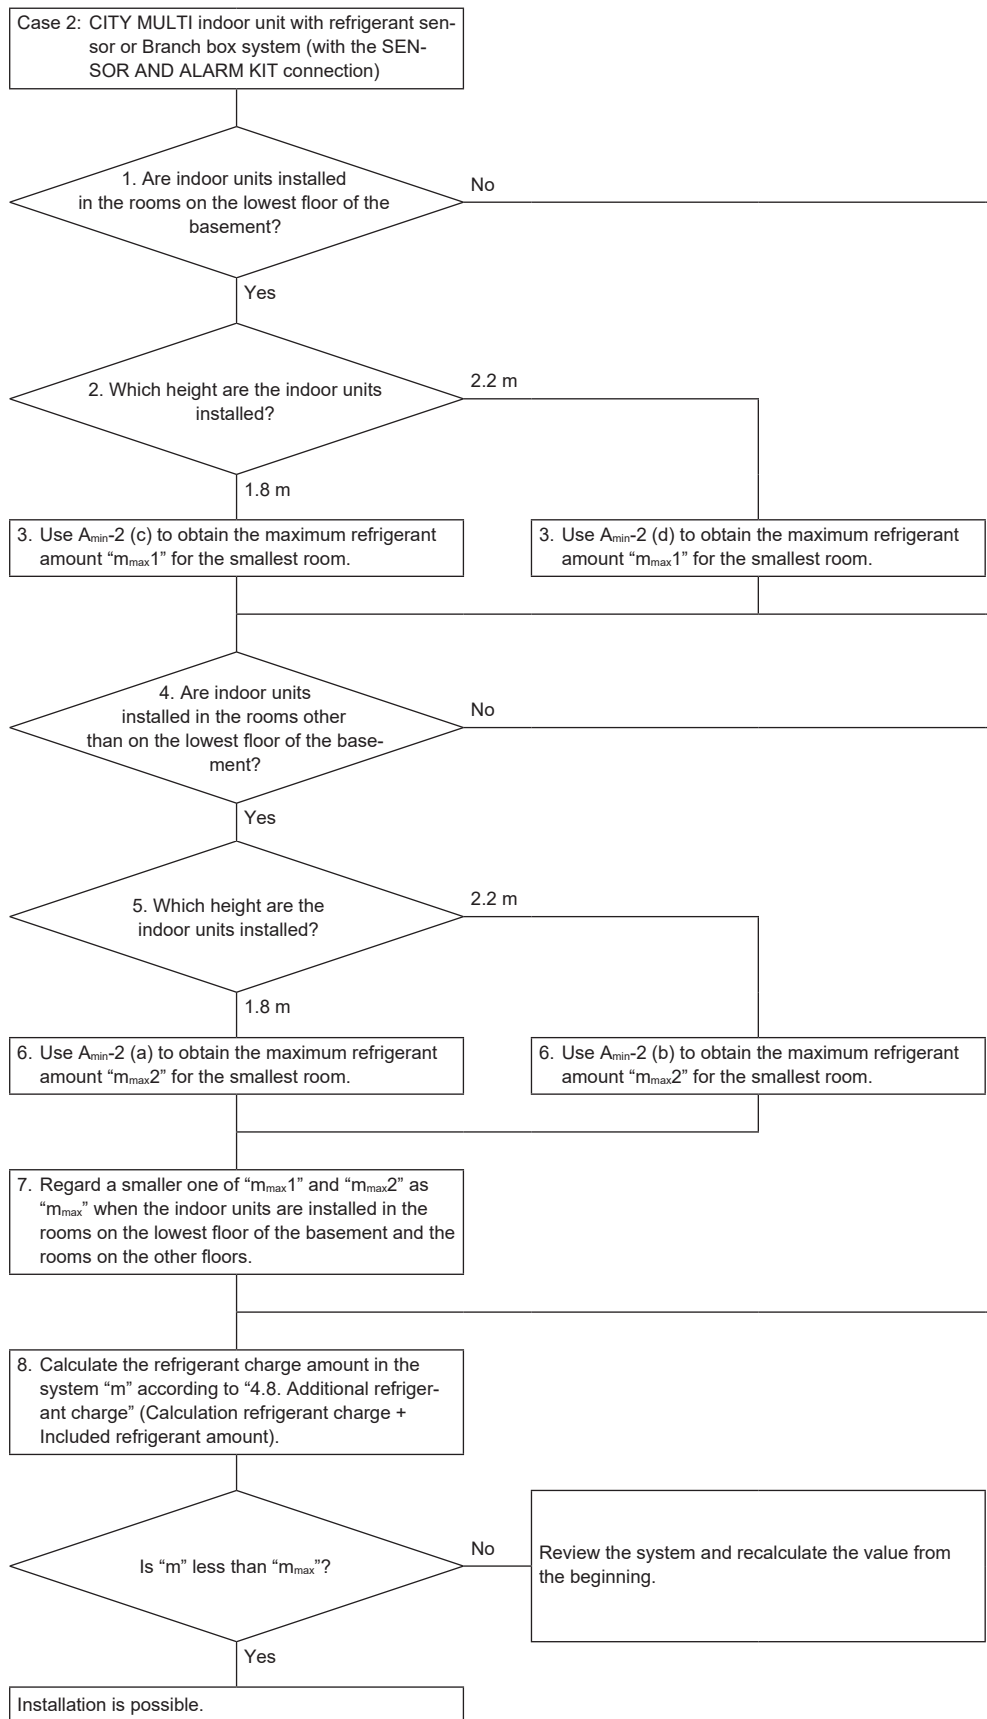 Case 2: CITY MULTI indoor unit with refrigerant sen-
sor or Branch box system (with the SEN-
SOR AND ALARM KIT connection)
1. Are indoor units installed
in the rooms on the lowest floor of the
basement?
No
Yes
2. Which height are the indoor units
installed?
2.2 m
1.8 m
3. Use Amin-2 (c) to obtain the maximum refrigerant
amount “mmax1” for the smallest room.
3. Use Amin-2 (d) to obtain the maximum refrigerant
amount “mmax1” for the smallest room.
4. Are indoor units
installed in the rooms other
than on the lowest floor of the base-
ment?
No
Yes
5. Which height are the
indoor units installed?
2.2 m
1.8 m
6. Use Amin-2 (a) to obtain the maximum refrigerant
amount “mmax2” for the smallest room.
6. Use Amin-2 (b) to obtain the maximum refrigerant
amount “mmax2” for the smallest room.
7. Regard a smaller one of “mmax1” and “mmax2” as
“mmax” when the indoor units are installed in the
rooms on the lowest floor of the basement and the
rooms on the other floors.
8. Calculate the refrigerant charge amount in the
system “m” according to “4.8. Additional refriger-
ant charge” (Calculation refrigerant charge +
Included refrigerant amount).
Is “m” less than “mmax”?
No
Review the system and recalculate the value from
the beginning.
Yes
Installation is possible.